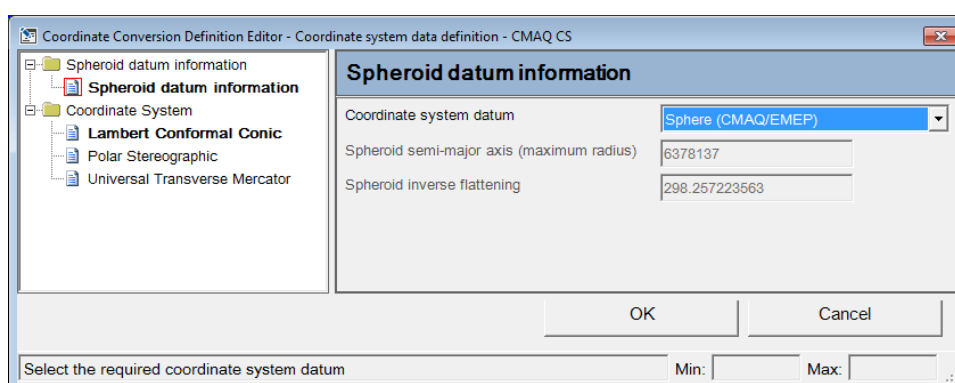 Coordinate Conversion Definition Editor - Coordinate system data definition - CMAQ CS
Spheroid datum information
Spheroid datum information
Coordinate System
Lambert Conformal Conic
Polar Stereographic
Universal Transverse Mercator
Spheroid datum information
Coordinate system datum
Sphere (CMAQ/EMEP)
Spheroid semi-major axis (maximum radius)
6378137
Spheroid inverse flattening
298.257223563
OK
Cancel
Select the required coordinate system datum
Min:
Max: